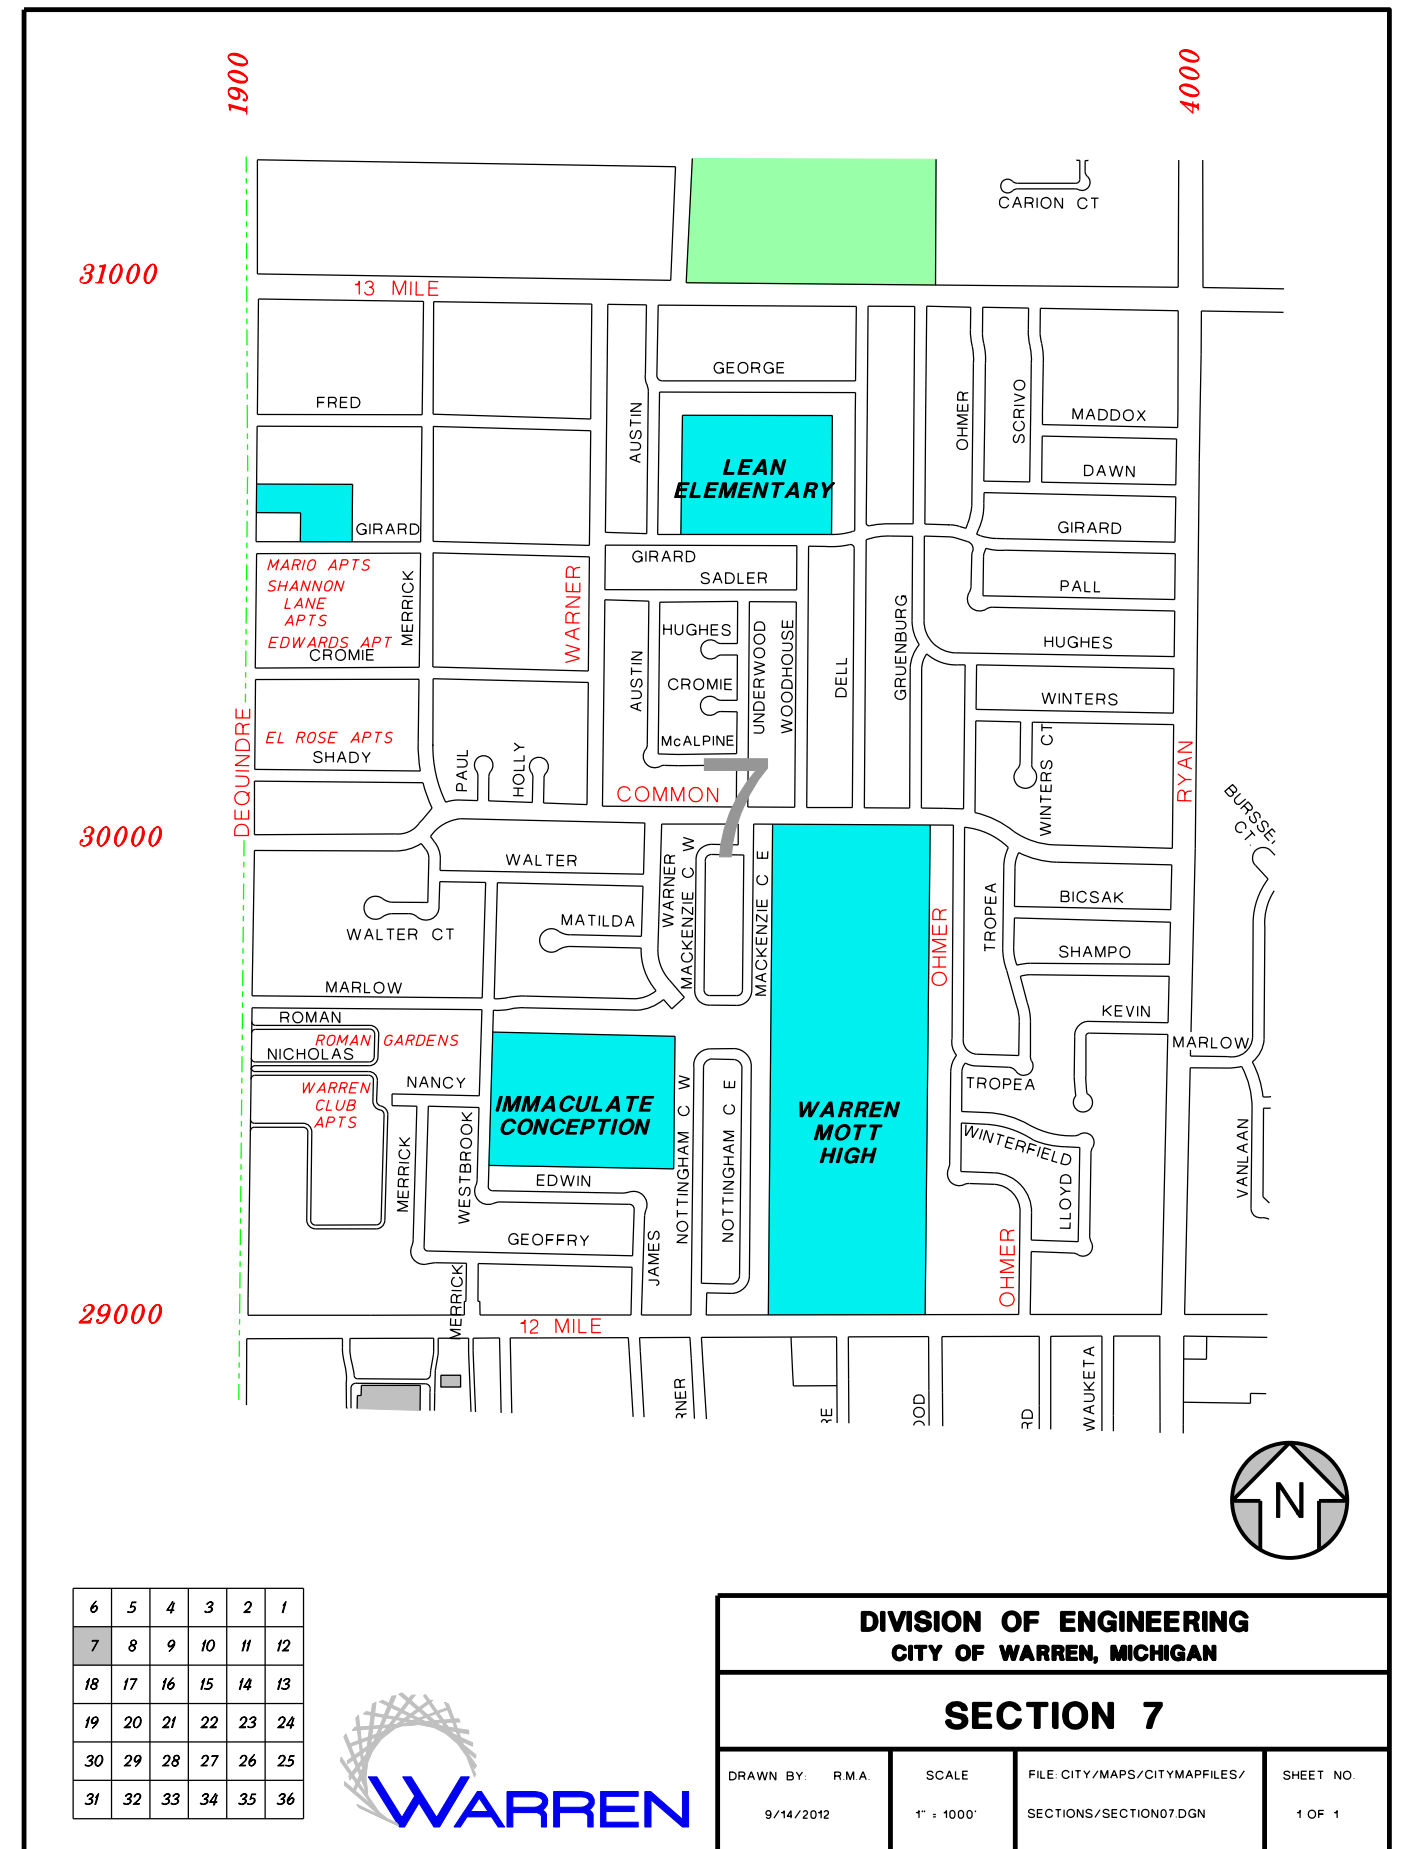 1900
4000
CARION CT
31000
13 MILE
GEORGE
FRED
AUSTIN
OHMER
SCRIVO
MADDOX
LEAN
ELEMENTARY
DAWN
GIRARD
GIRARD
GIRARD
MARIO APTS
SHANNON
LANE
APTS
EDWARDS APT
CROMIE
MERRICK
WARNER
SADLER
PALL
HUGHES
UNDERWOOD
WOODHOUSE
GRUENBURG
HUGHES
AUSTIN
CROMIE
DELL
WINTERS
DEQUINDRE
EL ROSE APTS
SHADY
PAUL
HOLLY
McALPINE
WINTERS CT
RYAN
COMMON
7
30000
WALTER
WARNER
MACKENZIE C W
MACKENZIE C E
BICSAK
WALTER CT
MATILDA
OHMER
TROPEA
SHAMPO
MARLOW
ROMAN
ROMAN GARDENS
NICHOLAS
KEVIN
MARLOW
WARREN
CLUB
APTS
NANCY
IMMACULATE
CONCEPTION
WARREN
MOTT
HIGH
TROPEA
WINTERFIELD
MERRICK
WESTBROOK
EDWIN
NOTTINGHAM C W
NOTTINGHAM C E
LLOYD
VANLAAN
GEOFFRY
JAMES
OHMER
29000
MERRICK
12 MILE
RNER
RE
OOD
RD
WAUKETA
N
6 5 4 3 2 1
7 8 9 10 11 12
18 17 16 15 14 13
19 20 21 22 23 24
30 29 28 27 26 25
31 32 33 34 35 36
WARREN
DIVISION OF ENGINEERING
CITY OF WARREN, MICHIGAN
SECTION 7
DRAWN BY: R.M.A.
9/14/2012
SCALE
1" = 1000'
FILE: CITY/MAPS/CITYMAPFILES/
SECTIONS/SECTION07.DGN
SHEET NO.
1 OF 1